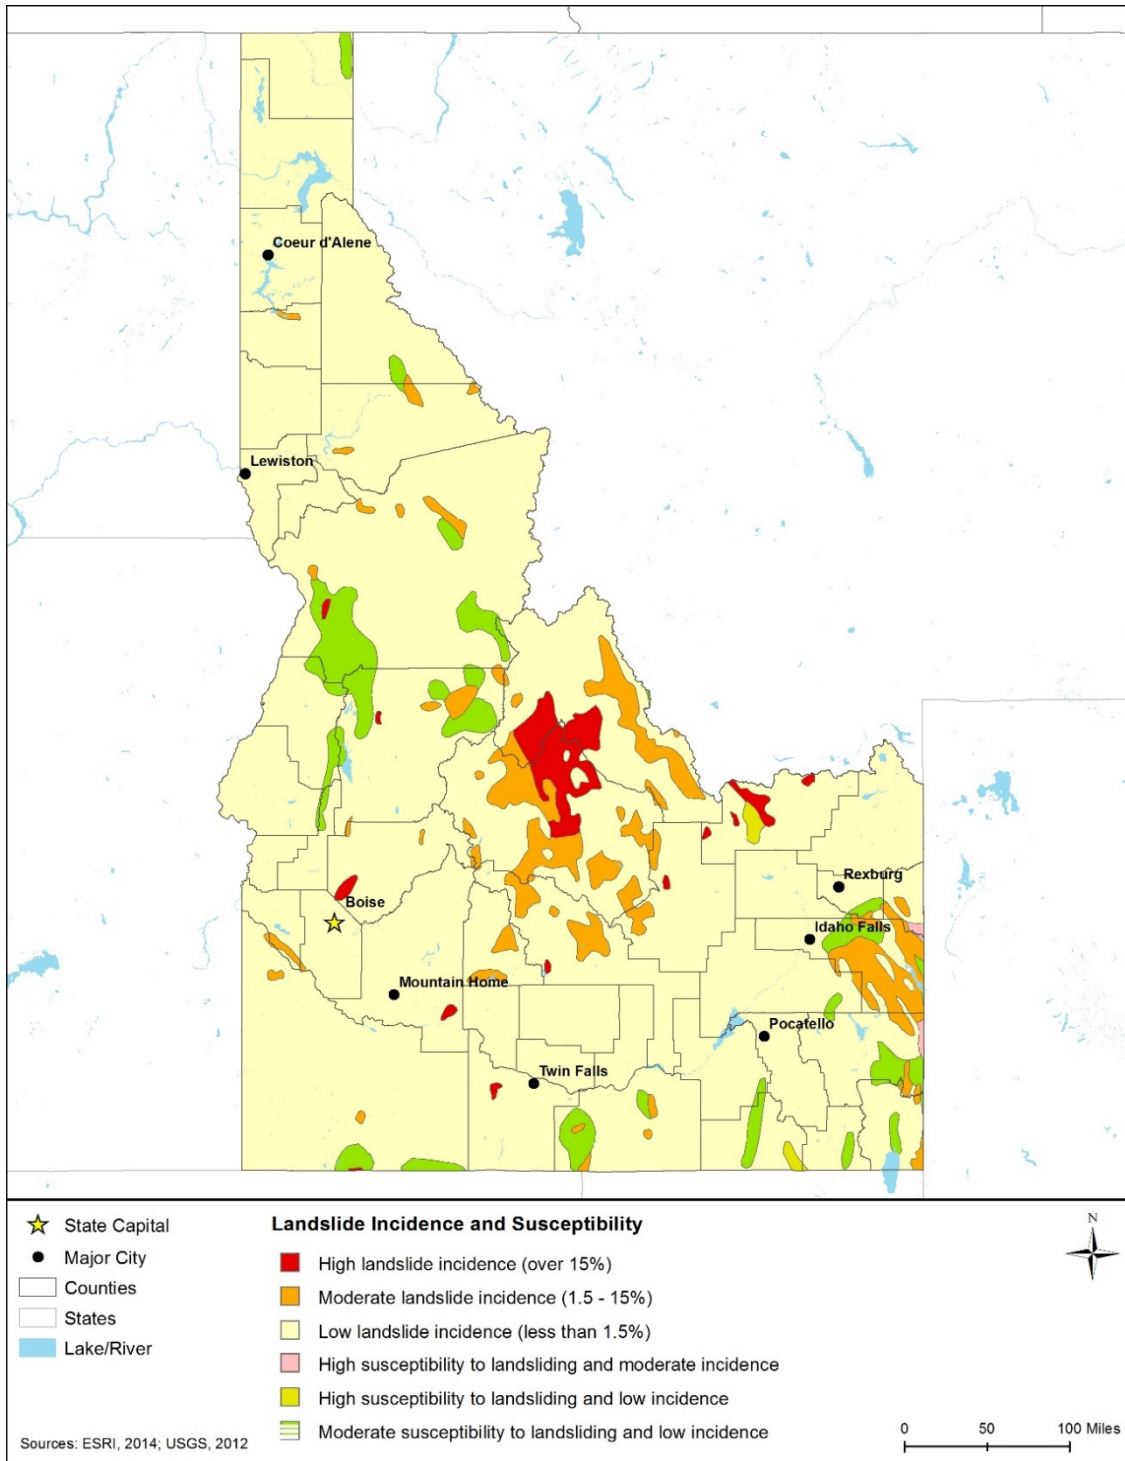 Coeur d'Alene
Lewiston
Rexburg
Boise
Idaho Falls
Mountain Home
Pocatello
Twin Falls
State Capital
Major City
Counties
States
Lake/River
Landslide Incidence and Susceptibility
High landslide incidence (over 15%)
Moderate landslide incidence (1.5 - 15%)
Low landslide incidence (less than 1.5%)
High susceptibility to landsliding and moderate incidence
High susceptibility to landsliding and low incidence
Moderate susceptibility to landsliding and low incidence
N
Sources: ESRI, 2014; USGS, 2012
0 50 100 Miles